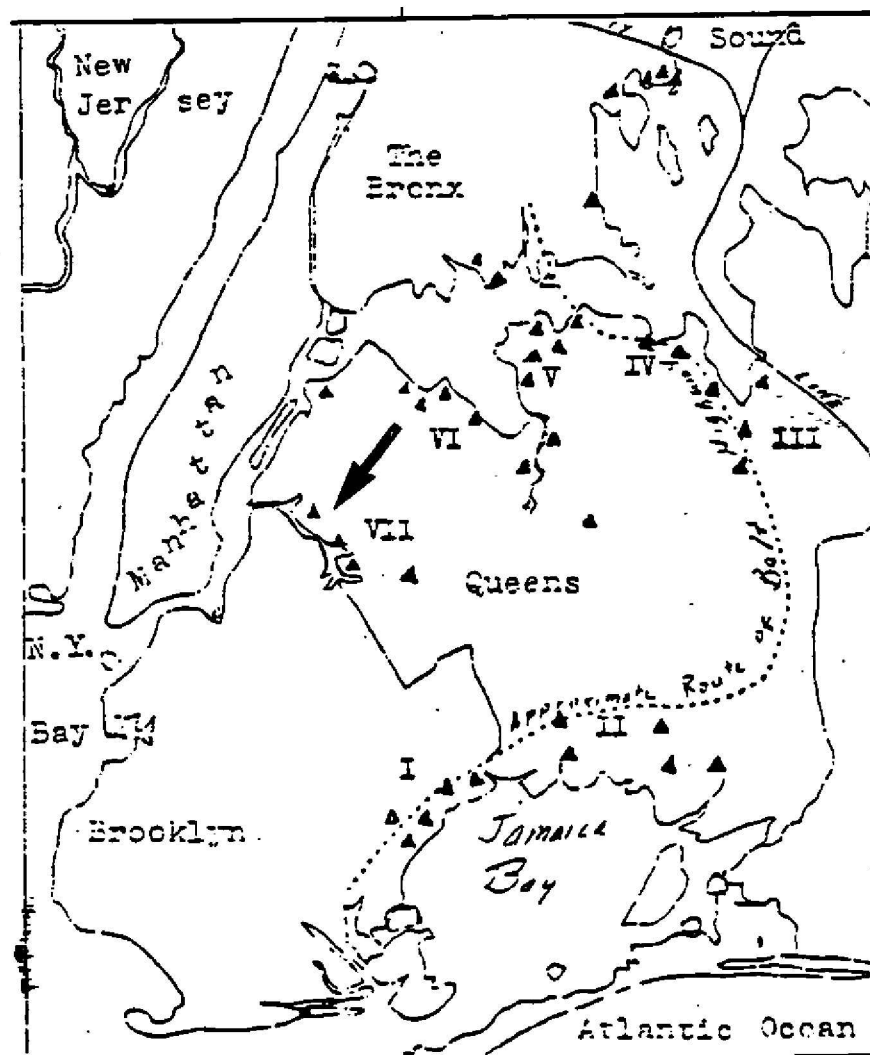 Sound
New
Jersey
The
Bronx
Manhattan
V
IV
VI
III
VII
Queens
N.Y.
Bay
Approximate Route of Belt
II
I
Brooklyn
Jamaica
Bay
Atlantic Ocean